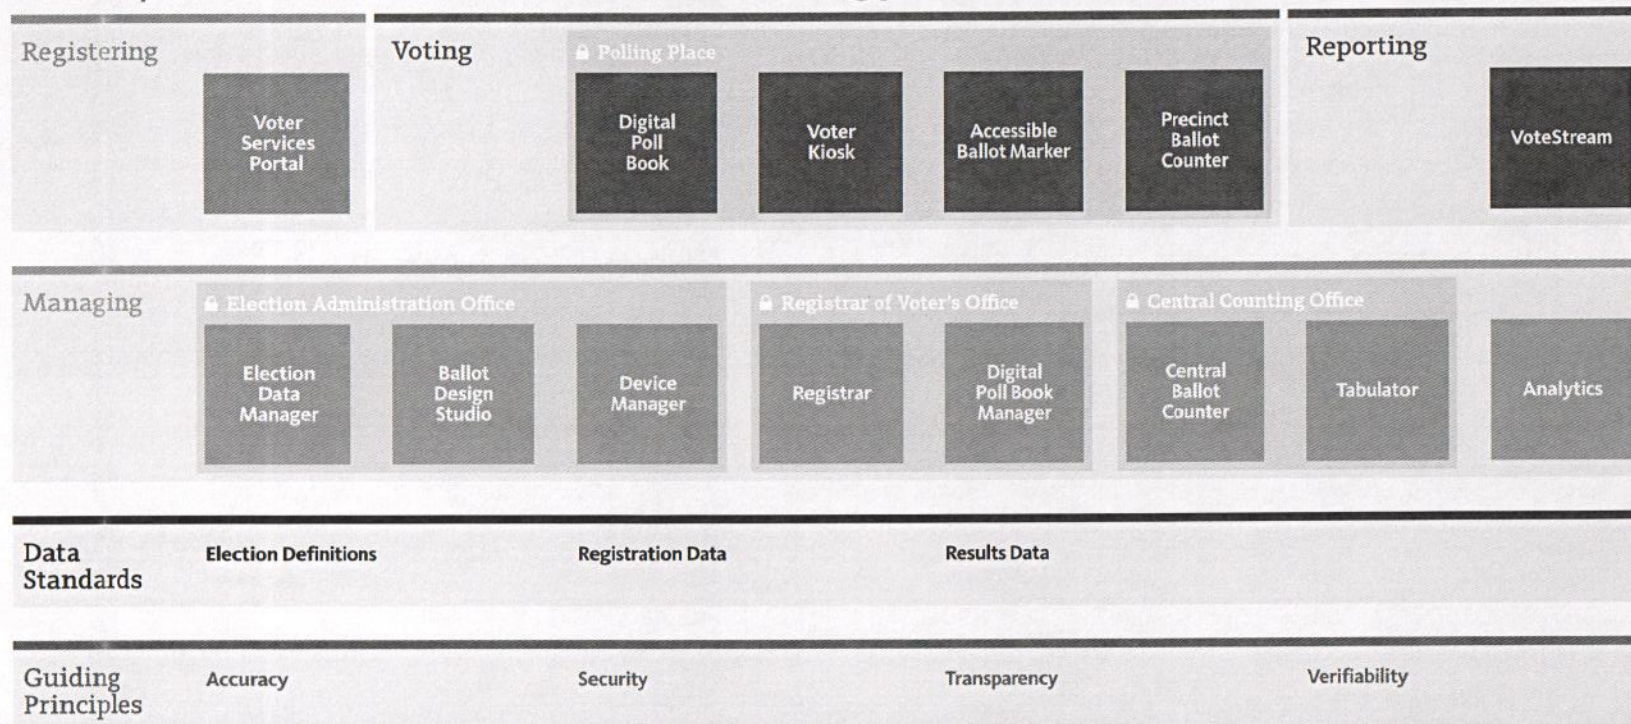 Registering
Voter
Services
Portal
Voting
Polling Place
Digital
Poll
Book
Voter
Kiosk
Accessible
Ballot Marker
Precinct
Ballot
Counter
Reporting
VoteStream
Managing
Election Administration Office
Election
Data
Manager
Ballot
Design
Studio
Device
Manager
Registrar of Voter's Office
Registrar
Digital
Poll Book
Manager
Central Counting Office
Central
Ballot
Counter
Tabulator
Analytics
Data
Standards
Election Definitions
Registration Data
Results Data
Guiding
Principles
Accuracy
Security
Transparency
Verifiability